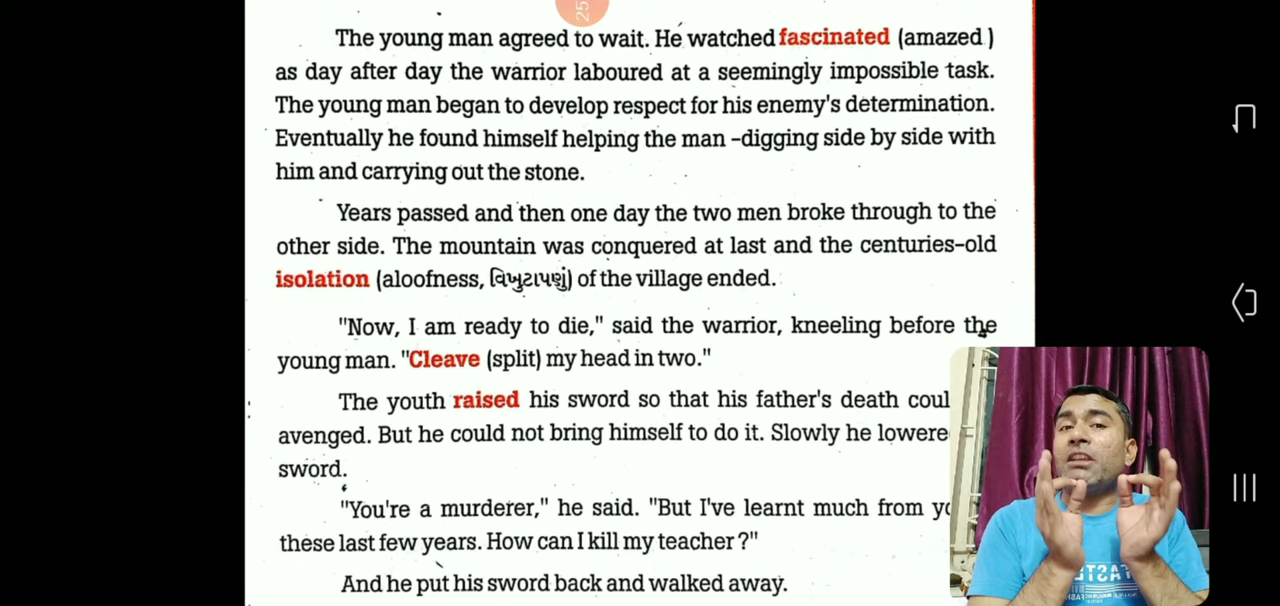 25
The young man agreed to wait. He watched fascinated (amazed )
as day after day the warrior laboured at a seemingly impossible task.
The young man began to develop respect for his enemy's determination.
Eventually he found himself helping the man –digging side by side with
him and carrying out the stone.
Years passed and then one day the two men broke through to the
other side. The mountain was conquered at last and the centuries–old
isolation (aloofness, વિખુટાપણું) of the village ended.
"Now, I am ready to die," said the warrior, kneeling before the
young man. "Cleave (split) my head in two."
The youth raised his sword so that his father's death coul
avenged. But he could not bring himself to do it. Slowly he lowere
sword.
"You're a murderer," he said. "But I've learnt much from yo
these last few years. How can I kill my teacher ?"
And he put his sword back and walked away.